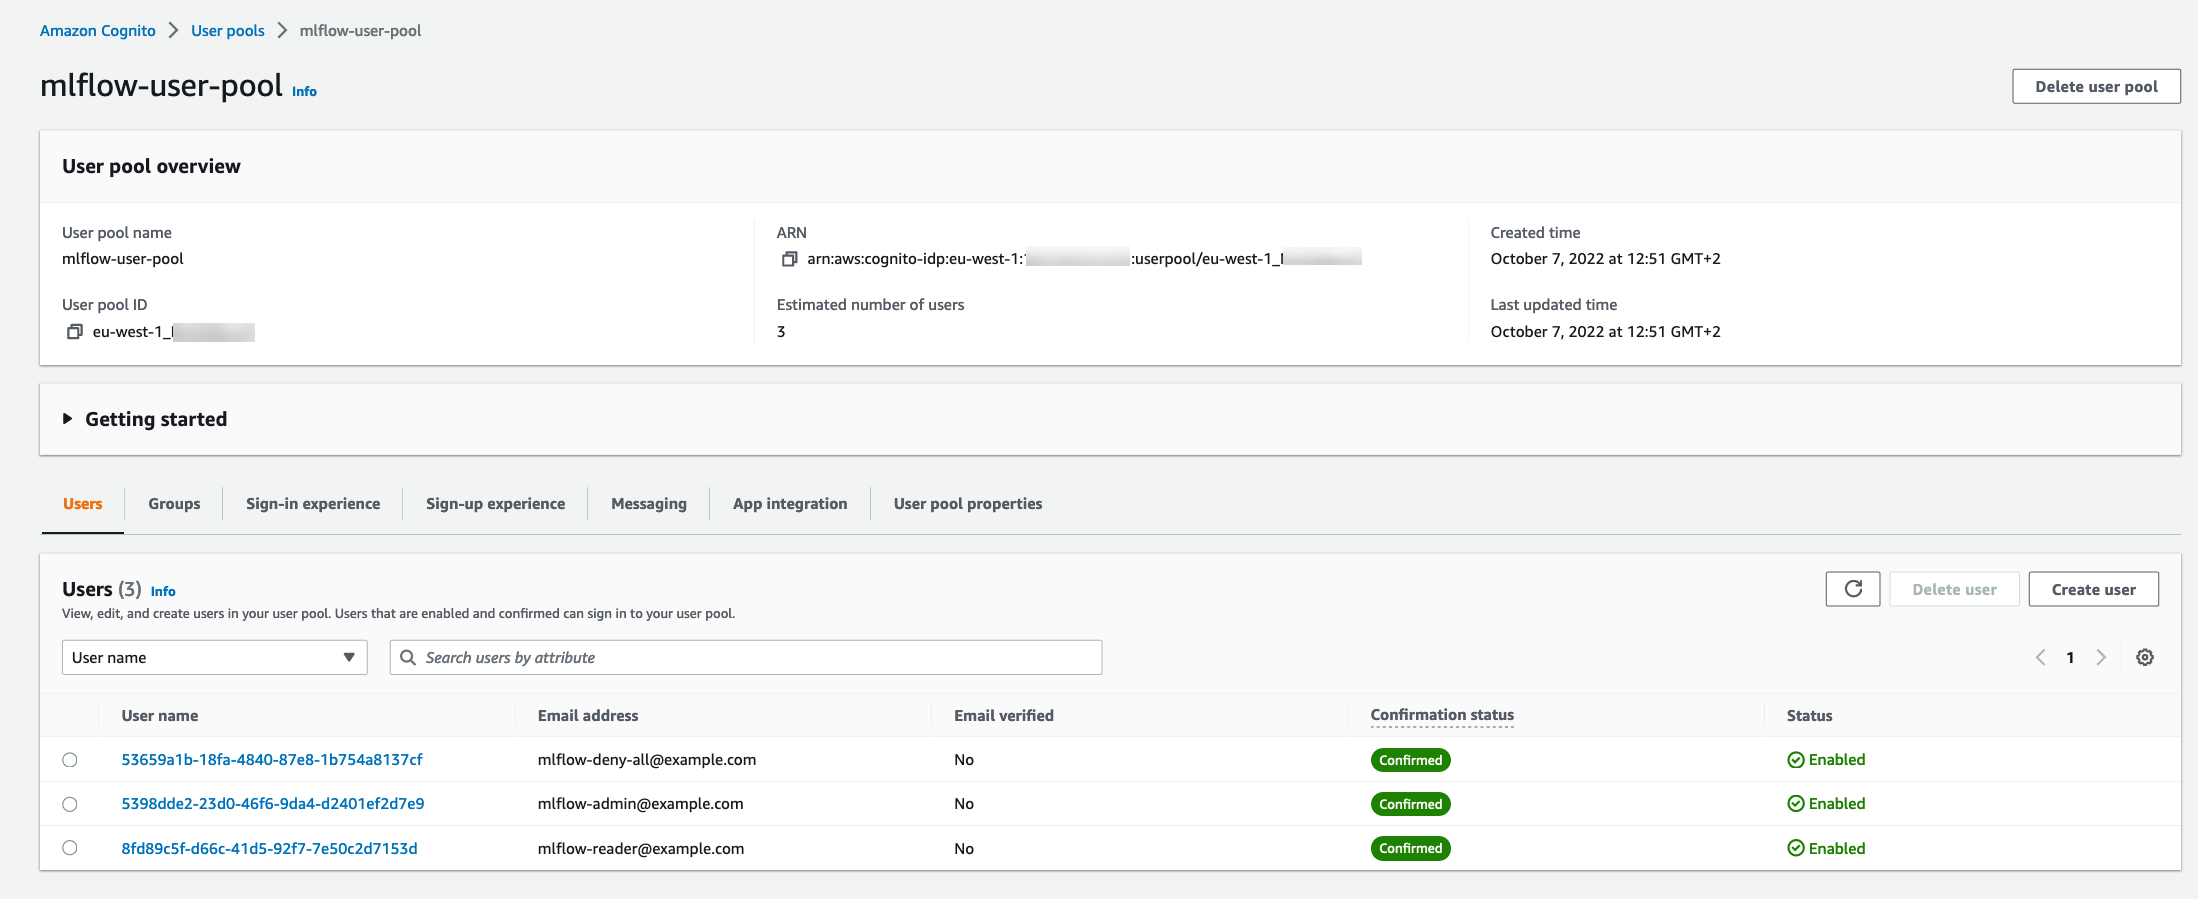 Amazon Cognito > User pools > mlflow-user-pool
mlflow-user-pool Info
Delete user pool
User pool overview
User pool name
mlflow-user-pool
User pool ID
eu-west-1_
ARN
arn:aws:cognito-idp:eu-west-1: :userpool/eu-west-1_
Estimated number of users
3
Created time
October 7, 2022 at 12:51 GMT+2
Last updated time
October 7, 2022 at 12:51 GMT+2
Getting started
Users Groups Sign-in experience Sign-up experience Messaging App integration User pool properties
Users (3) Info
View, edit, and create users in your user pool. Users that are enabled and confirmed can sign in to your user pool.
Delete user Create user
User name Search users by attribute 1
User name Email address Email verified Confirmation status Status
53659a1b-18fa-4840-87e8-1b754a8137cf mlflow-deny-all@example.com No Confirmed Enabled
5398dde2-23d0-46f6-9da4-d2401ef2d7e9 mlflow-admin@example.com No Confirmed Enabled
8fd89c5f-d66c-41d5-92f7-7e50c2d7153d mlflow-reader@example.com No Confirmed Enabled